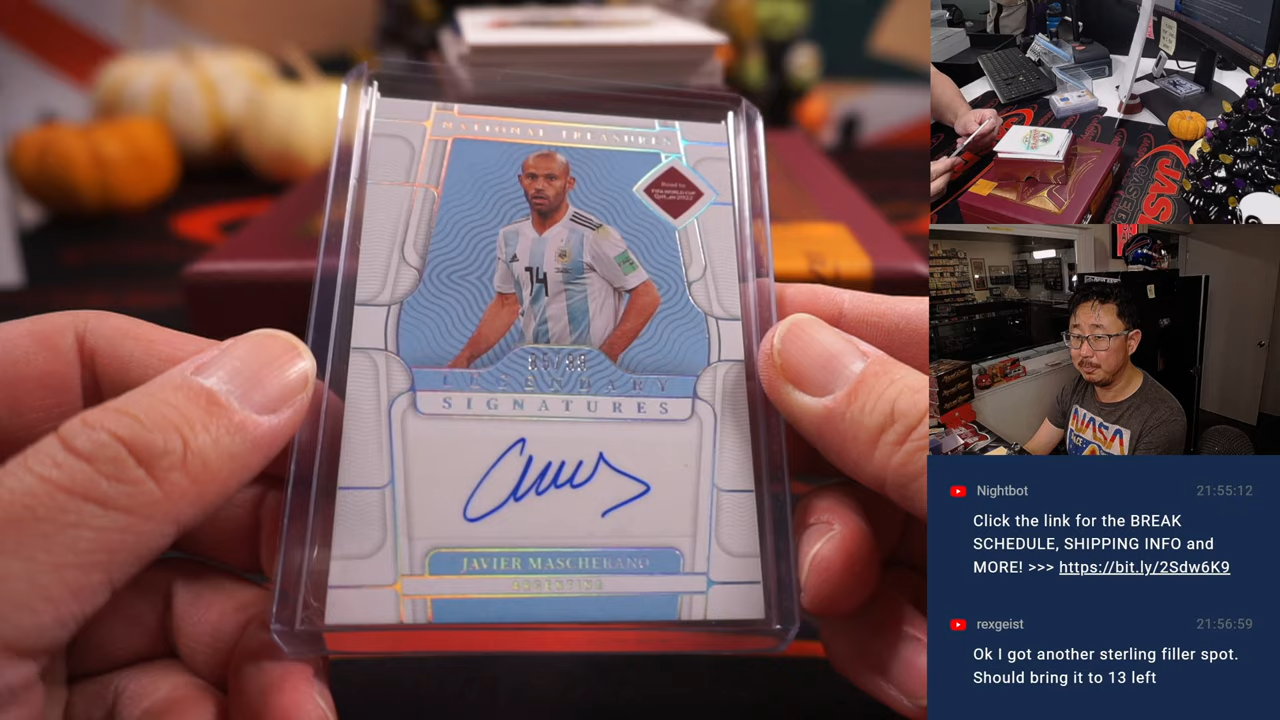 NATIONAL TREASURES
Road to
FIFA WORLD CUP
Qatar 2022
14
LEGENDARY
SIGNATURES
JAVIER MASCHERANO
ARGENTINA
NASA
Nightbot
21:55:12
Click the link for the BREAK
SCHEDULE, SHIPPING INFO and
MORE! >>> https://bit.ly/2Sdw6K9
rexgeist
21:56:59
Ok I got another sterling filler spot.
Should bring it to 13 left